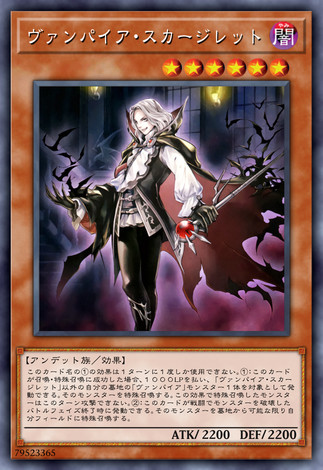 ヴァンパイア・スカージレット
やみ
闇
【アンデット族/効果】
このカード名の①の効果は1ターンに1度しか使用できない。①:このカード
が召喚・特殊召喚に成功した場合、1000LPを払い、「ヴァンパイア・スカー
ジレット」以外の自分の墓地の「ヴァンパイア」モンスター1体を対象として発
動できる。そのモンスターを特殊召喚する。この効果で特殊召喚したモンスタ
ーはこのターン攻撃できない。②:このカードが戦闘でモンスターを破壊した
バトルフェイズ終了時に発動できる。そのモンスターを墓地から可能な限り自
分フィールドに特殊召喚する。
ATK/2200 DEF/2200
79523365